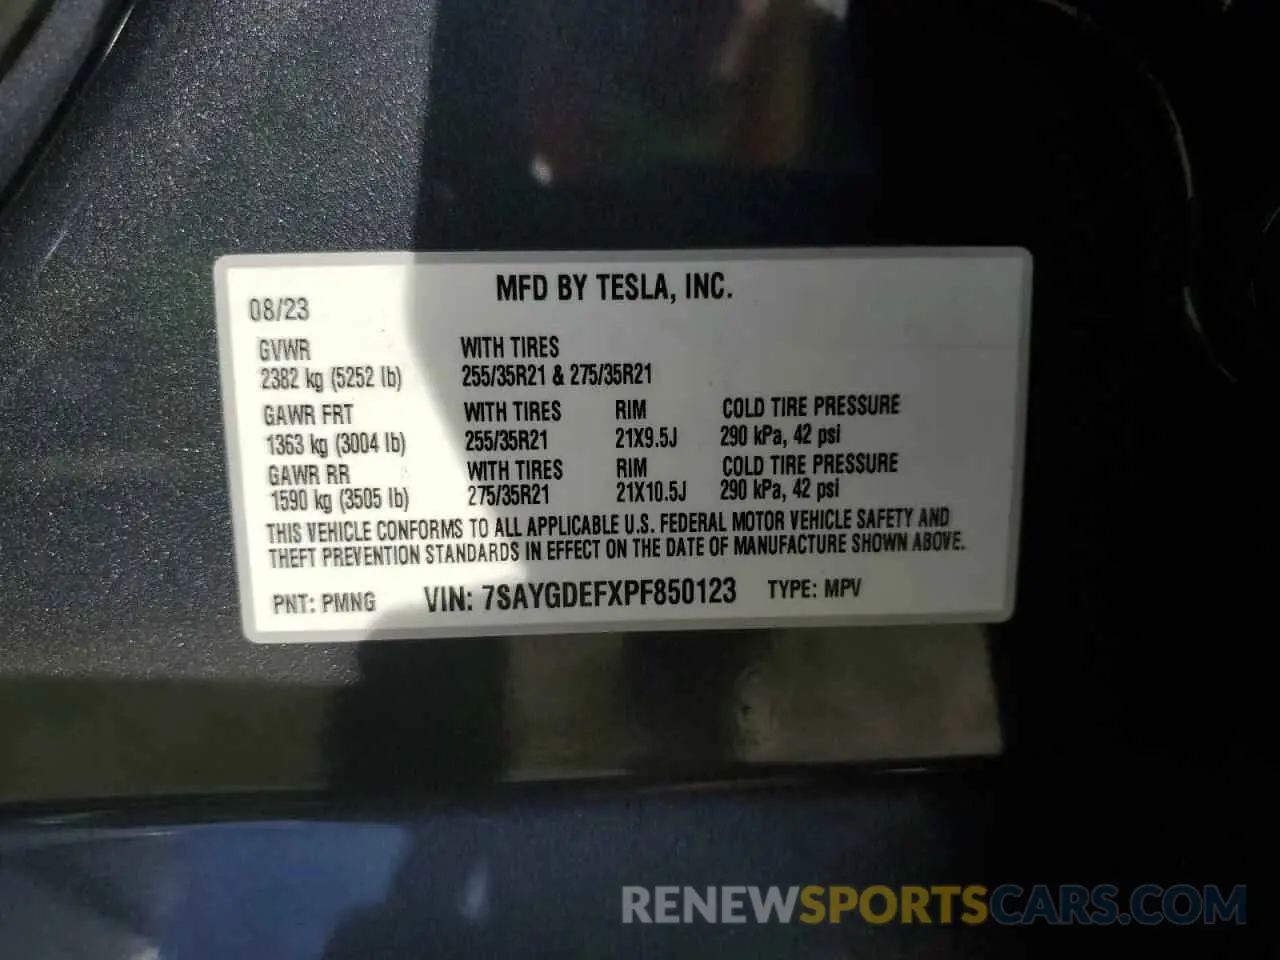 MFD BY TESLA, INC.
08/23
GVWR WITH TIRES
2382 kg (5252 lb) 255/35R21 & 275/35R21
GAWR FRT WITH TIRES RIM COLD TIRE PRESSURE
1363 kg (3004 lb) 255/35R21 21X9.5J 290 kPa, 42 psi
GAWR RR WITH TIRES RIM COLD TIRE PRESSURE
1590 kg (3505 lb) 275/35R21 21X10.5J 290 kPa, 42 psi
THIS VEHICLE CONFORMS TO ALL APPLICABLE U.S. FEDERAL MOTOR VEHICLE SAFETY AND
THEFT PREVENTION STANDARDS IN EFFECT ON THE DATE OF MANUFACTURE SHOWN ABOVE.
PNT: PMNG VIN: 7SAYGDEFXPF850123 TYPE: MPV
RENEWSPORTSCARS.COM